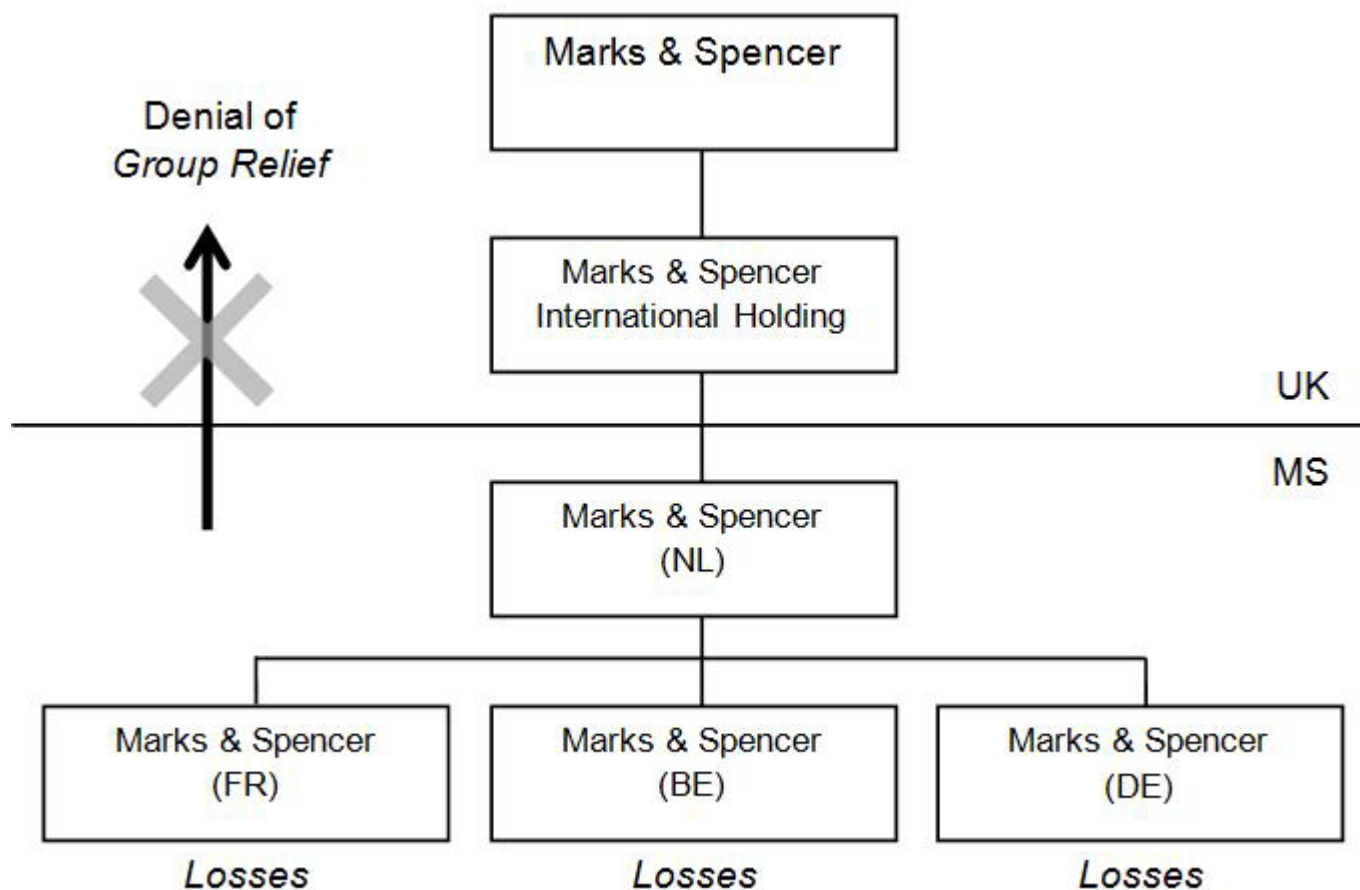 Marks & Spencer
Denial of
Group Relief
Marks & Spencer
International Holding
UK
MS
Marks & Spencer
(NL)
Marks & Spencer
(FR)
Marks & Spencer
(BE)
Marks & Spencer
(DE)
Losses
Losses
Losses